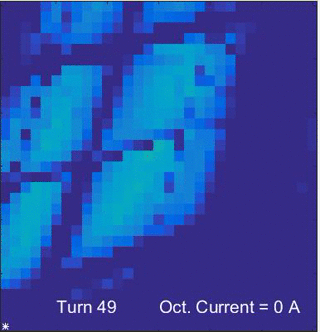 Turn 49 Oct. Current = 0 A